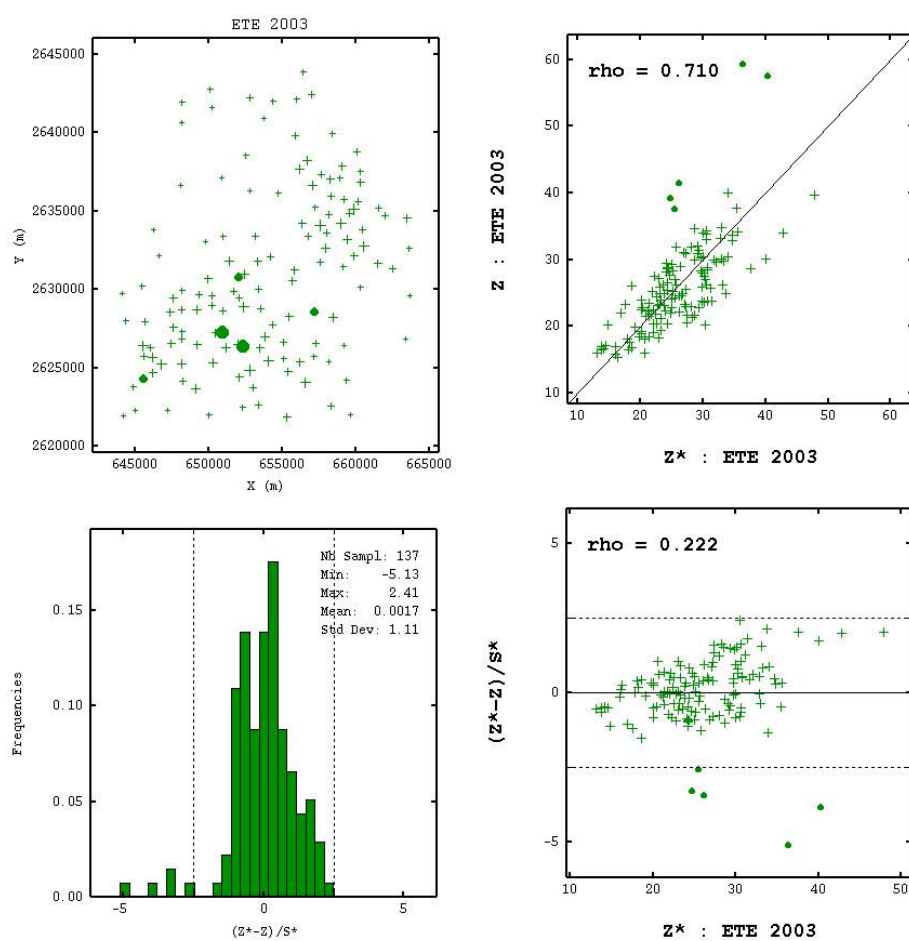 ETE 2003
2645000
2640000
2635000
2630000
2625000
2620000
Y (m)
645000 650000 655000 660000 665000
X (m)
rho = 0.710
60
50
40
30
20
10
Z : ETE 2003
10 20 30 40 50 60
Z* : ETE 2003
Nb Sampl: 137
Min: -5.13
Max: 2.41
Mean: 0.0017
Std Dev: 1.11
0.15
0.10
0.05
0.00
Frequencies
-5 0 5
(Z*-Z)/S*
rho = 0.222
5
0
-5
(Z*-Z)/S*
10 20 30 40 50
Z* : ETE 2003